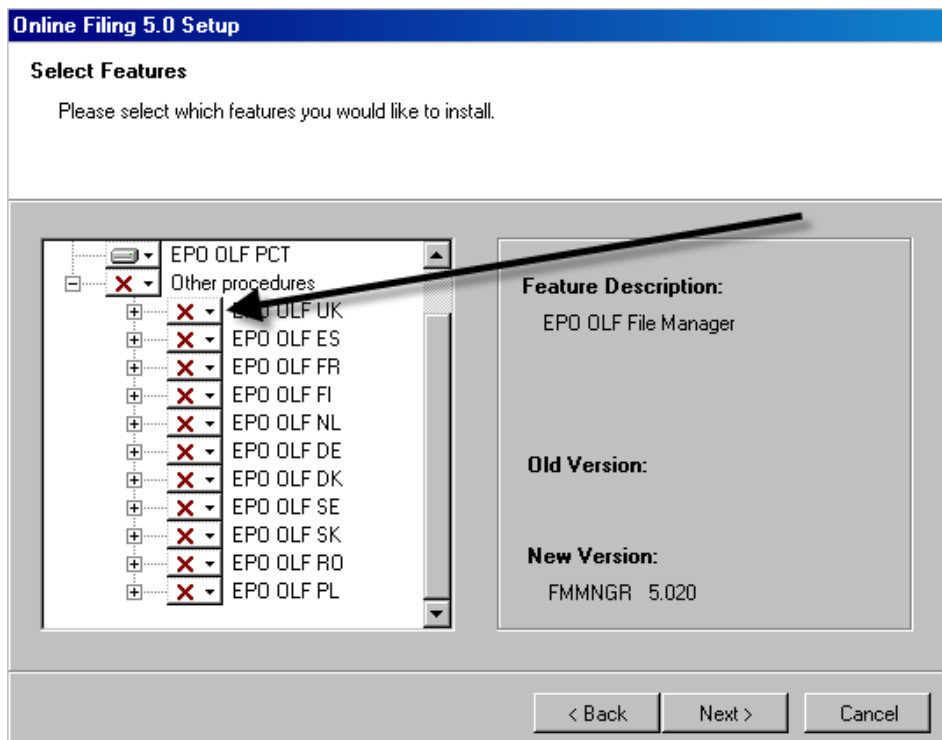 Online Filing 5.0 Setup
Select Features
Please select which features you would like to install.
EPO OLF PCT
Other procedures
EPO OLF UK
EPO OLF ES
EPO OLF FR
EPO OLF FI
EPO OLF NL
EPO OLF DE
EPO OLF DK
EPO OLF SE
EPO OLF SK
EPO OLF RO
EPO OLF PL
Feature Description:
EPO OLF File Manager
Old Version:
New Version:
FMMNGR 5.020
< Back
Next >
Cancel